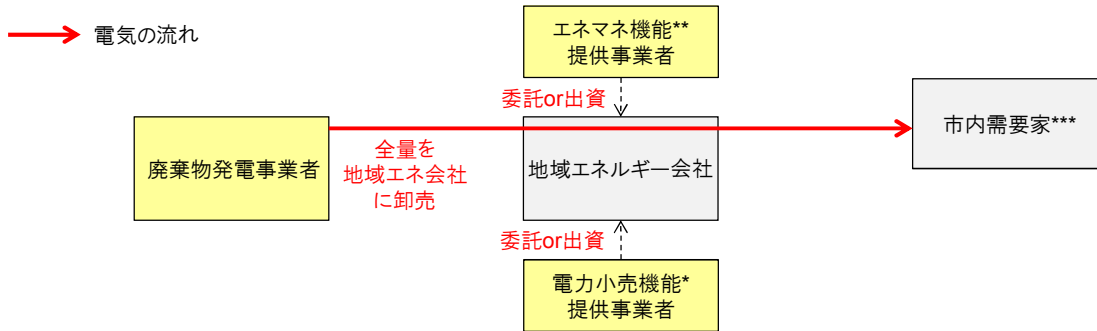 電気の流れ
エネマネ機能**
提供事業者
委託or出資
廃棄物発電事業者
全量を
地域エネ会社
に卸売
地域エネルギー会社
市内需要家***
委託or出資
電力小売機能*
提供事業者